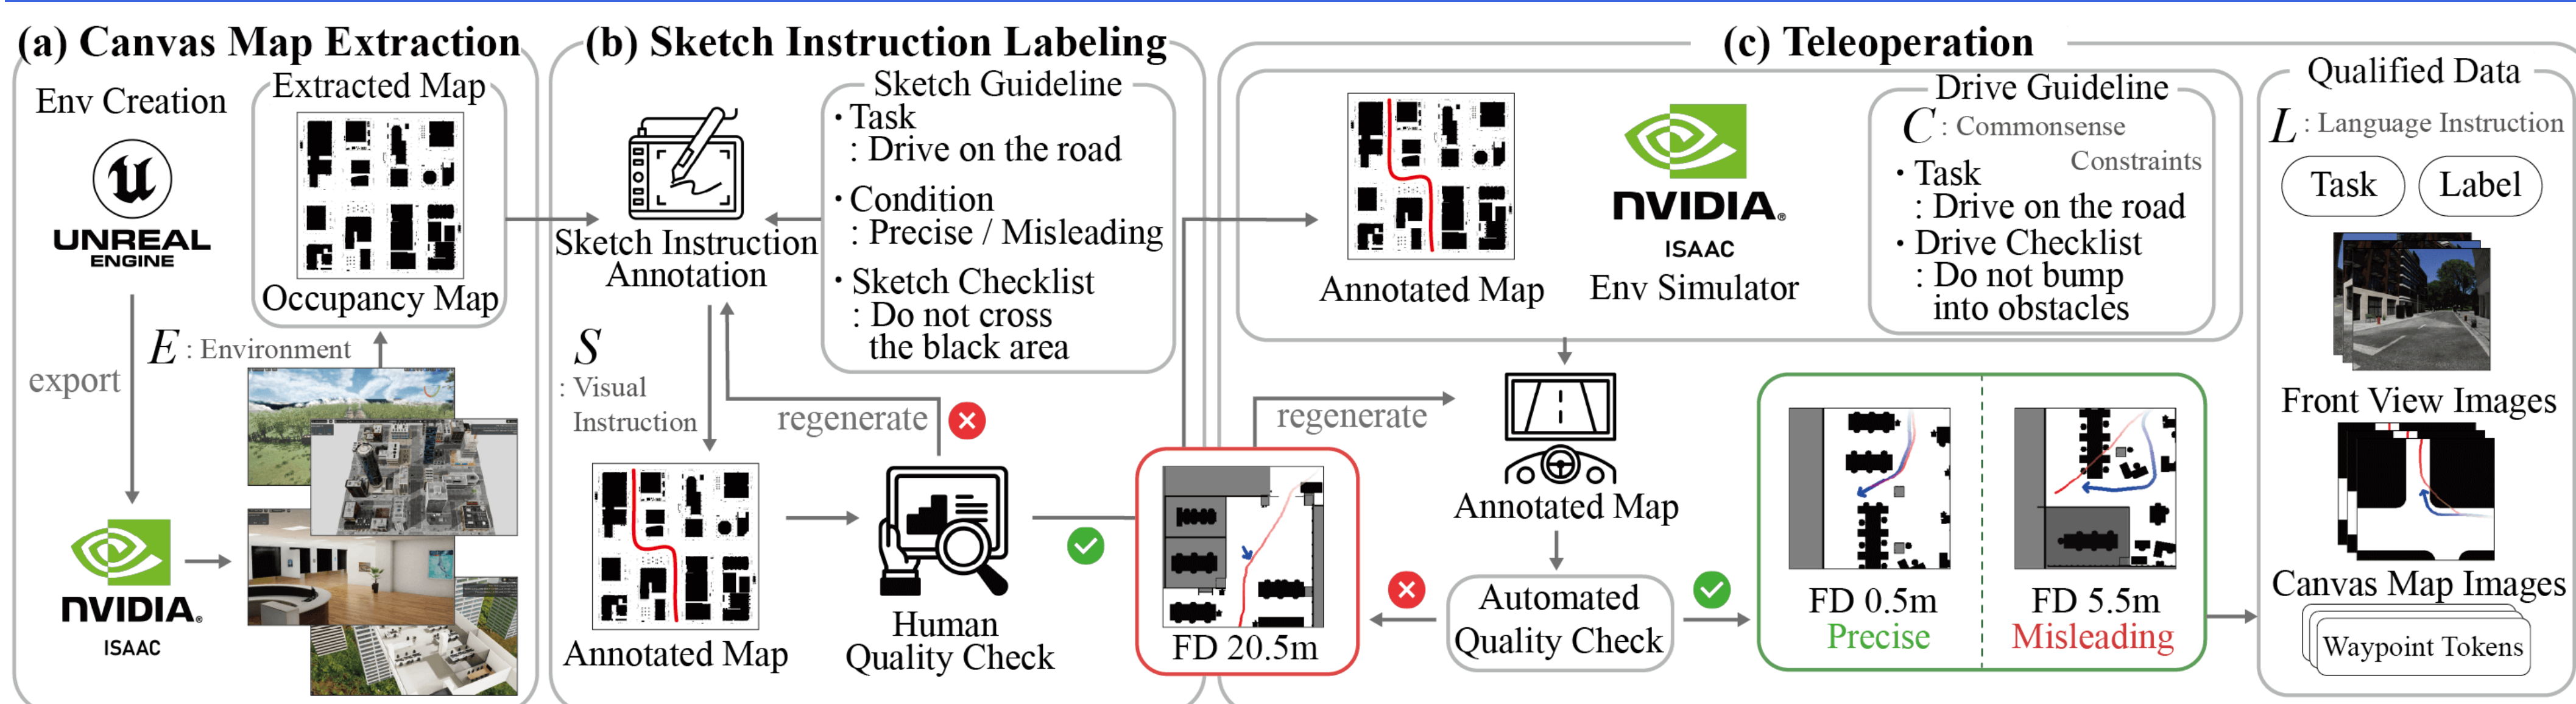 (a) Canvas Map Extraction
Env Creation
UNREAL
ENGINE
export
NVIDIA.
ISAAC
Extracted Map
Occupancy Map
E : Environment
(b) Sketch Instruction Labeling
Sketch Instruction
Annotation
Sketch Guideline
· Task
: Drive on the road
· Condition
: Precise / Misleading
· Sketch Checklist
: Do not cross
the black area
S
: Visual
Instruction
regenerate
Annotated Map
Human
Quality Check
FD 20.5m
(c) Teleoperation
Annotated Map
NVIDIA.
ISAAC
Env Simulator
Drive Guideline
C : Commonsense
Constraints
· Task
: Drive on the road
· Drive Checklist
: Do not bump
into obstacles
regenerate
Annotated Map
Automated
Quality Check
FD 0.5m
Precise
FD 5.5m
Misleading
Qualified Data
L : Language Instruction
Task
Label
Front View Images
Canvas Map Images
Waypoint Tokens